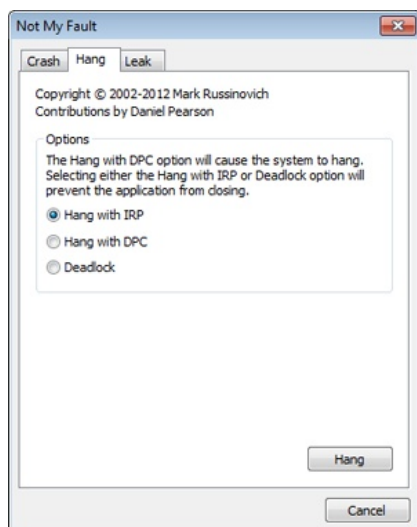 Not My Fault
Crash Hang Leak
Copyright © 2002-2012 Mark Russinovich
Contributions by Daniel Pearson
Options
The Hang with DPC option will cause the system to hang.
Selecting either the Hang with IRP or Deadlock option will
prevent the application from closing.
Hang with IRP
Hang with DPC
Deadlock
Hang
Cancel